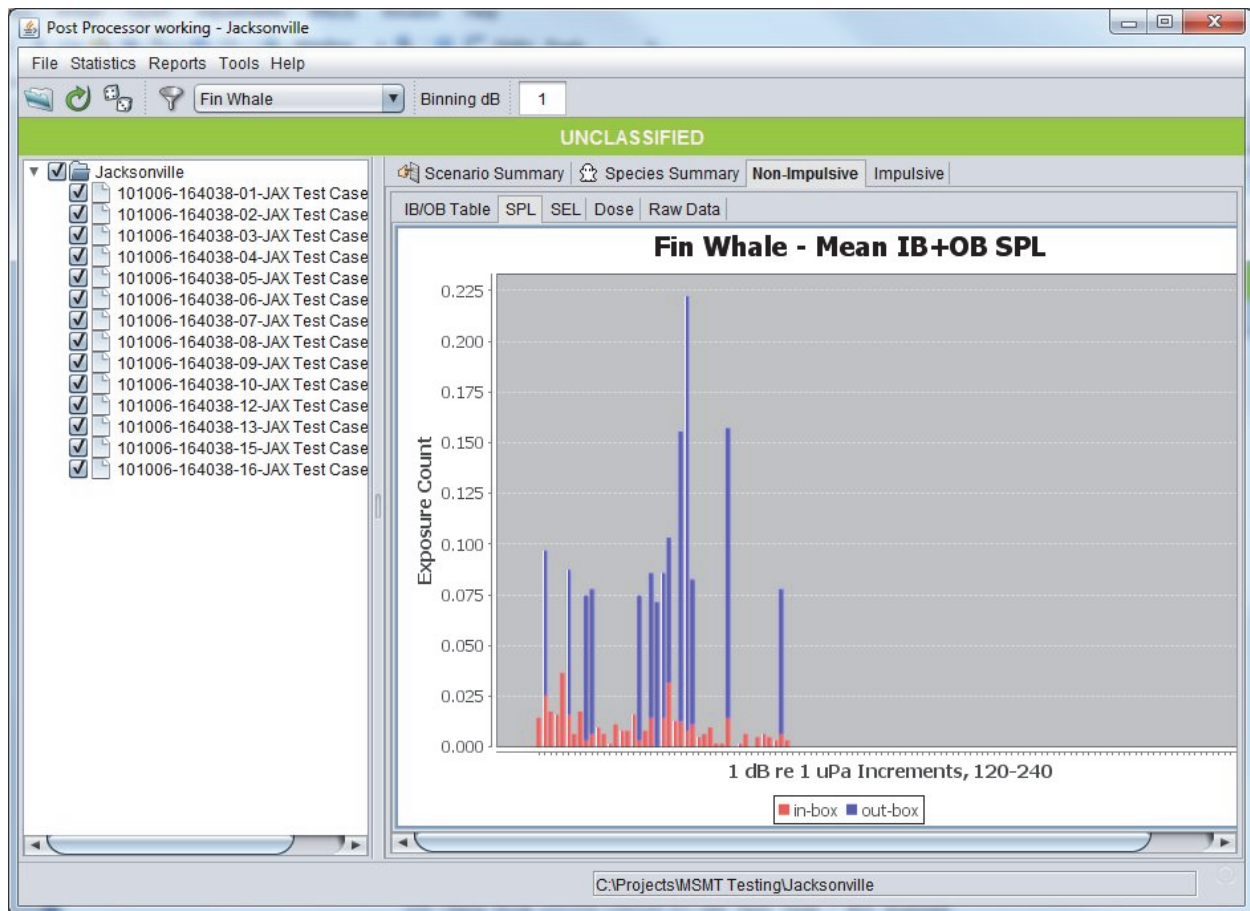 Post Processor working - Jacksonville
File Statistics Reports Tools Help
Fin Whale Binning dB 1
UNCLASSIFIED
Jacksonville
101006-164038-01-JAX Test Case
101006-164038-02-JAX Test Case
101006-164038-03-JAX Test Case
101006-164038-04-JAX Test Case
101006-164038-05-JAX Test Case
101006-164038-06-JAX Test Case
101006-164038-07-JAX Test Case
101006-164038-08-JAX Test Case
101006-164038-09-JAX Test Case
101006-164038-10-JAX Test Case
101006-164038-12-JAX Test Case
101006-164038-13-JAX Test Case
101006-164038-15-JAX Test Case
101006-164038-16-JAX Test Case
Scenario Summary Species Summary Non-Impulsive Impulsive
IB/OB Table SPL SEL Dose Raw Data
Fin Whale - Mean IB+OB SPL
Exposure Count
0.225
0.200
0.175
0.150
0.125
0.100
0.075
0.050
0.025
0.000
1 dB re 1 uPa Increments, 120-240
in-box out-box
C:\Projects\MSMT Testing\Jacksonville